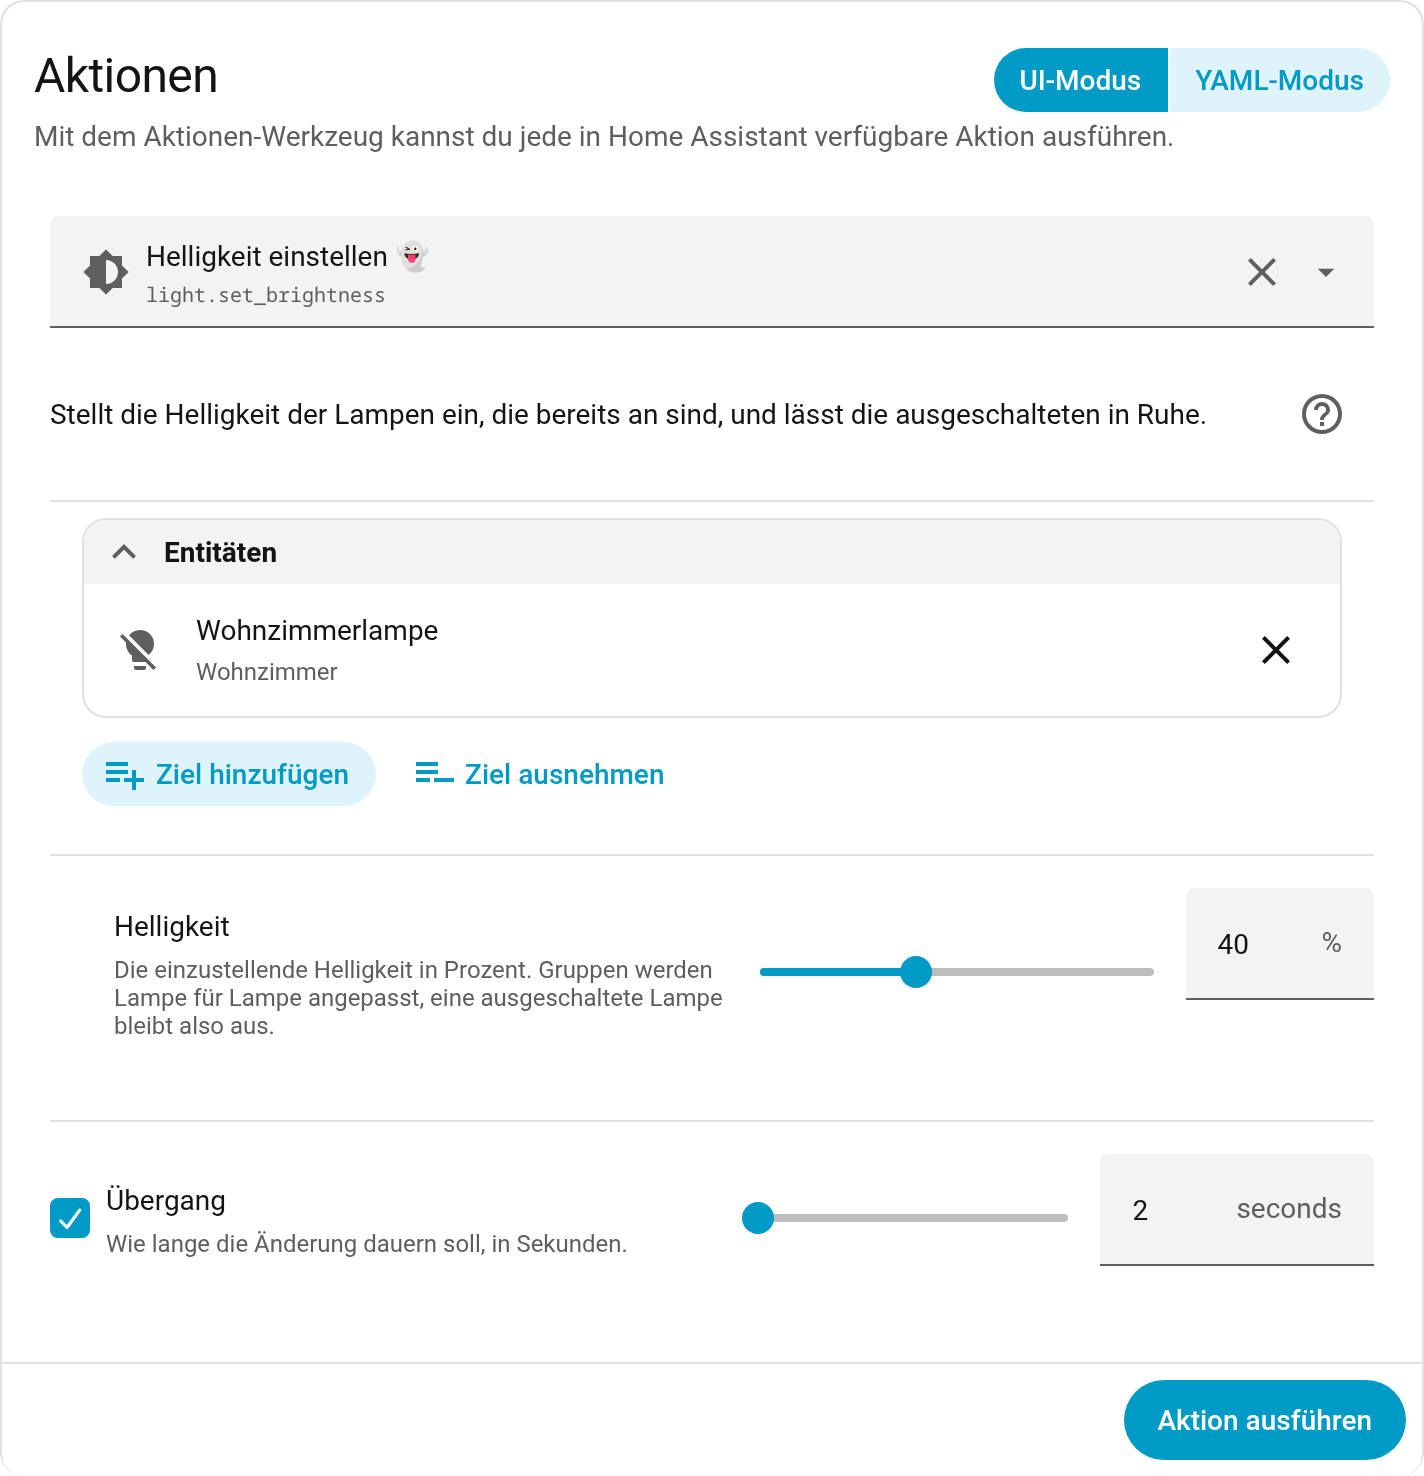 Aktionen
UI-Modus
YAML-Modus
Mit dem Aktionen-Werkzeug kannst du jede in Home Assistant verfügbare Aktion ausführen.
Helligkeit einstellen 👻
light.set_brightness
Stellt die Helligkeit der Lampen ein, die bereits an sind, und lässt die ausgeschalteten in Ruhe.
Entitäten
Wohnzimmerlampe
Wohnzimmer
Ziel hinzufügen
Ziel ausnehmen
Helligkeit
Die einzustellende Helligkeit in Prozent. Gruppen werden
Lampe für Lampe angepasst, eine ausgeschaltete Lampe
bleibt also aus.
40 %
Übergang
Wie lange die Änderung dauern soll, in Sekunden.
2 seconds
Aktion ausführen